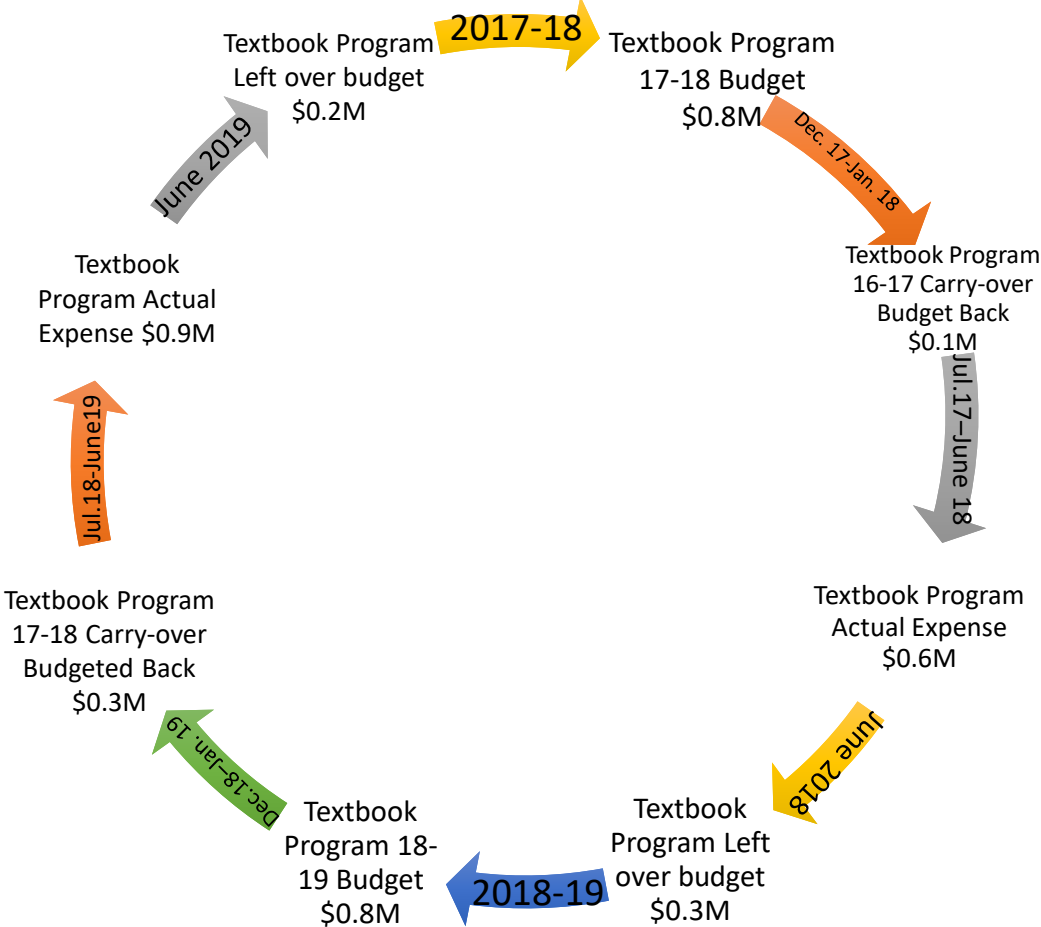 2017-18
Textbook Program
17-18 Budget
$0.8M
Dec. 17-Jan. 18
Textbook Program
16-17 Carry-over
Budget Back
$0.1M
Jul.17–June 18
Textbook Program
Actual Expense
$0.6M
June 2018
Textbook
Program Left
over budget
$0.3M
2018-19
Textbook
Program 18-
19 Budget
$0.8M
Dec.18–Jan. 19
Textbook Program
17-18 Carry-over
Budgeted Back
$0.3M
Jul.18-June19
Textbook
Program Actual
Expense $0.9M
June 2019
Textbook Program
Left over budget
$0.2M